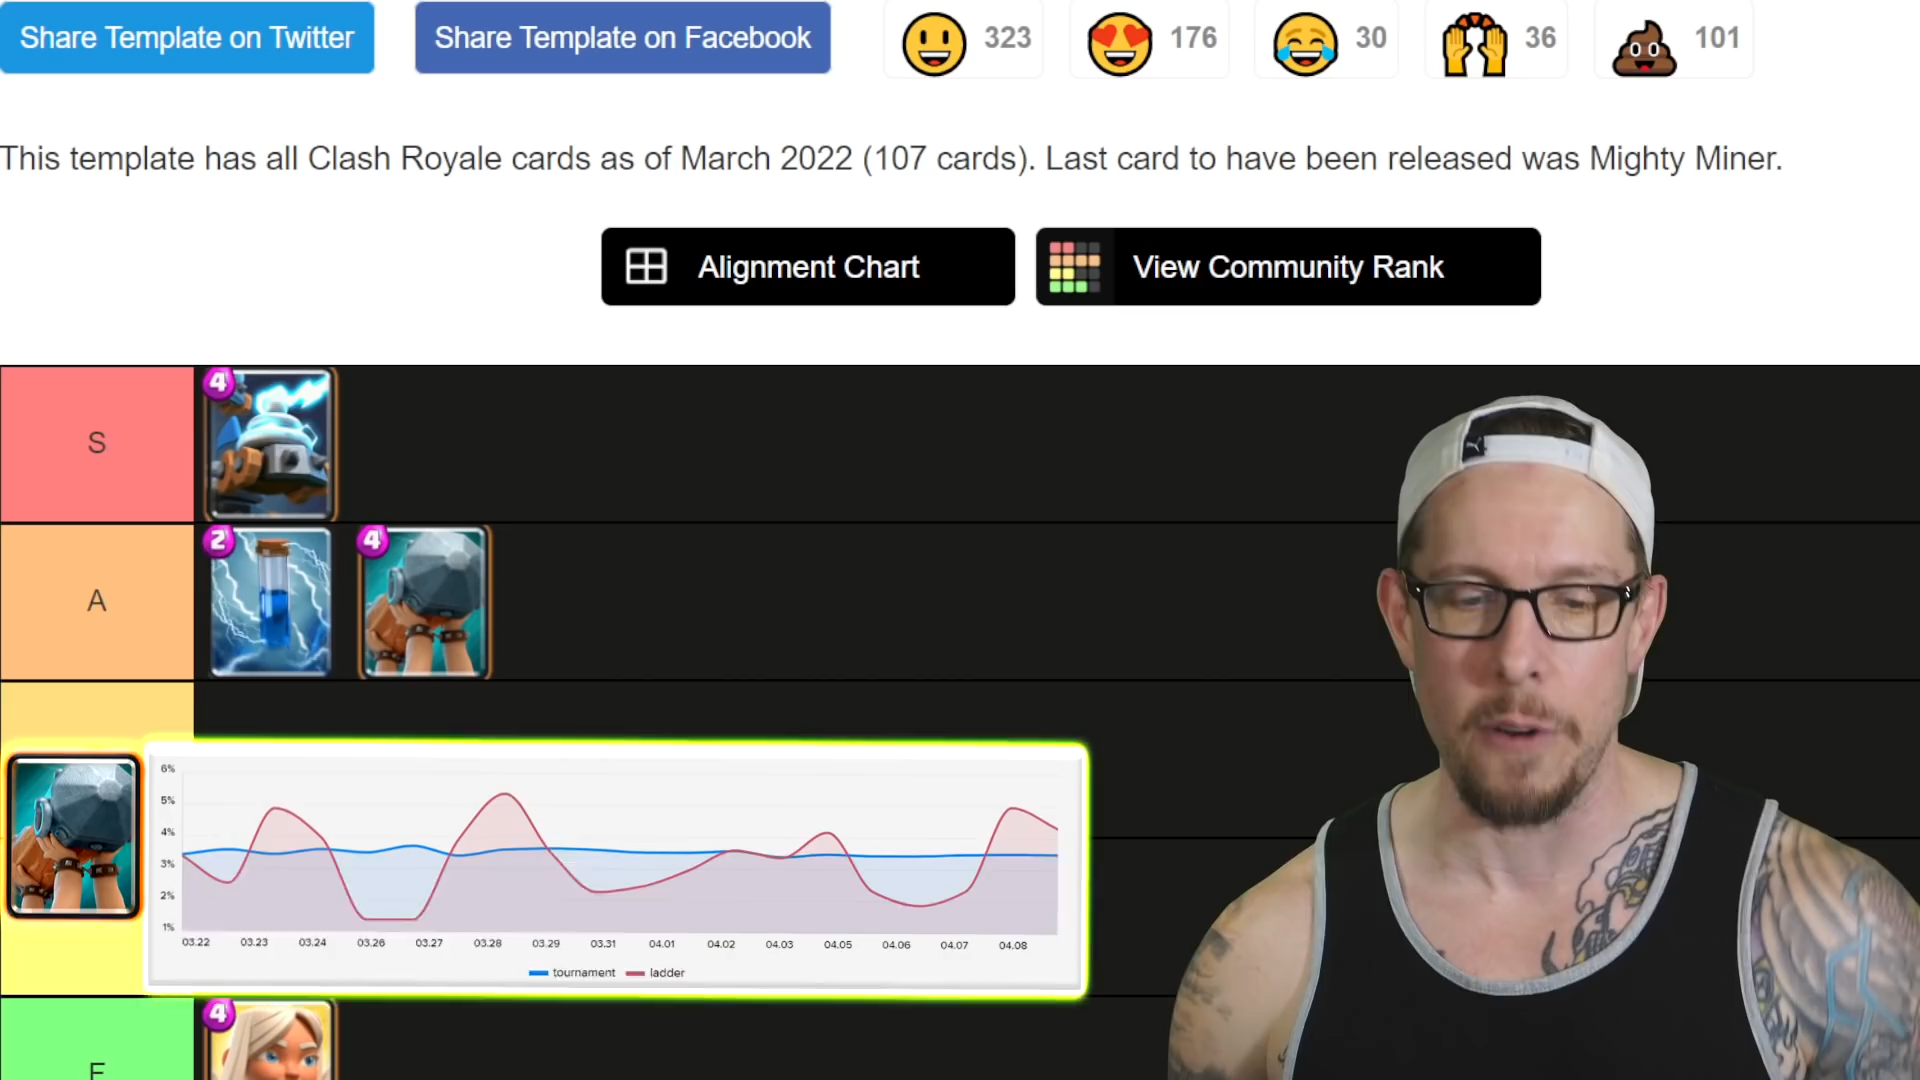 Share Template on Twitter
Share Template on Facebook
323
176
30
36
101
This template has all Clash Royale cards as of March 2022 (107 cards). Last card to have been released was Mighty Miner.
Alignment Chart
View Community Rank
S
4
A
2
4
6%
5%
4%
3%
2%
1%
03.22 03.23 03.24 03.26 03.27 03.28 03.29 03.31 04.01 04.02 04.03 04.05 04.06 04.07 04.08
tournament ladder
4